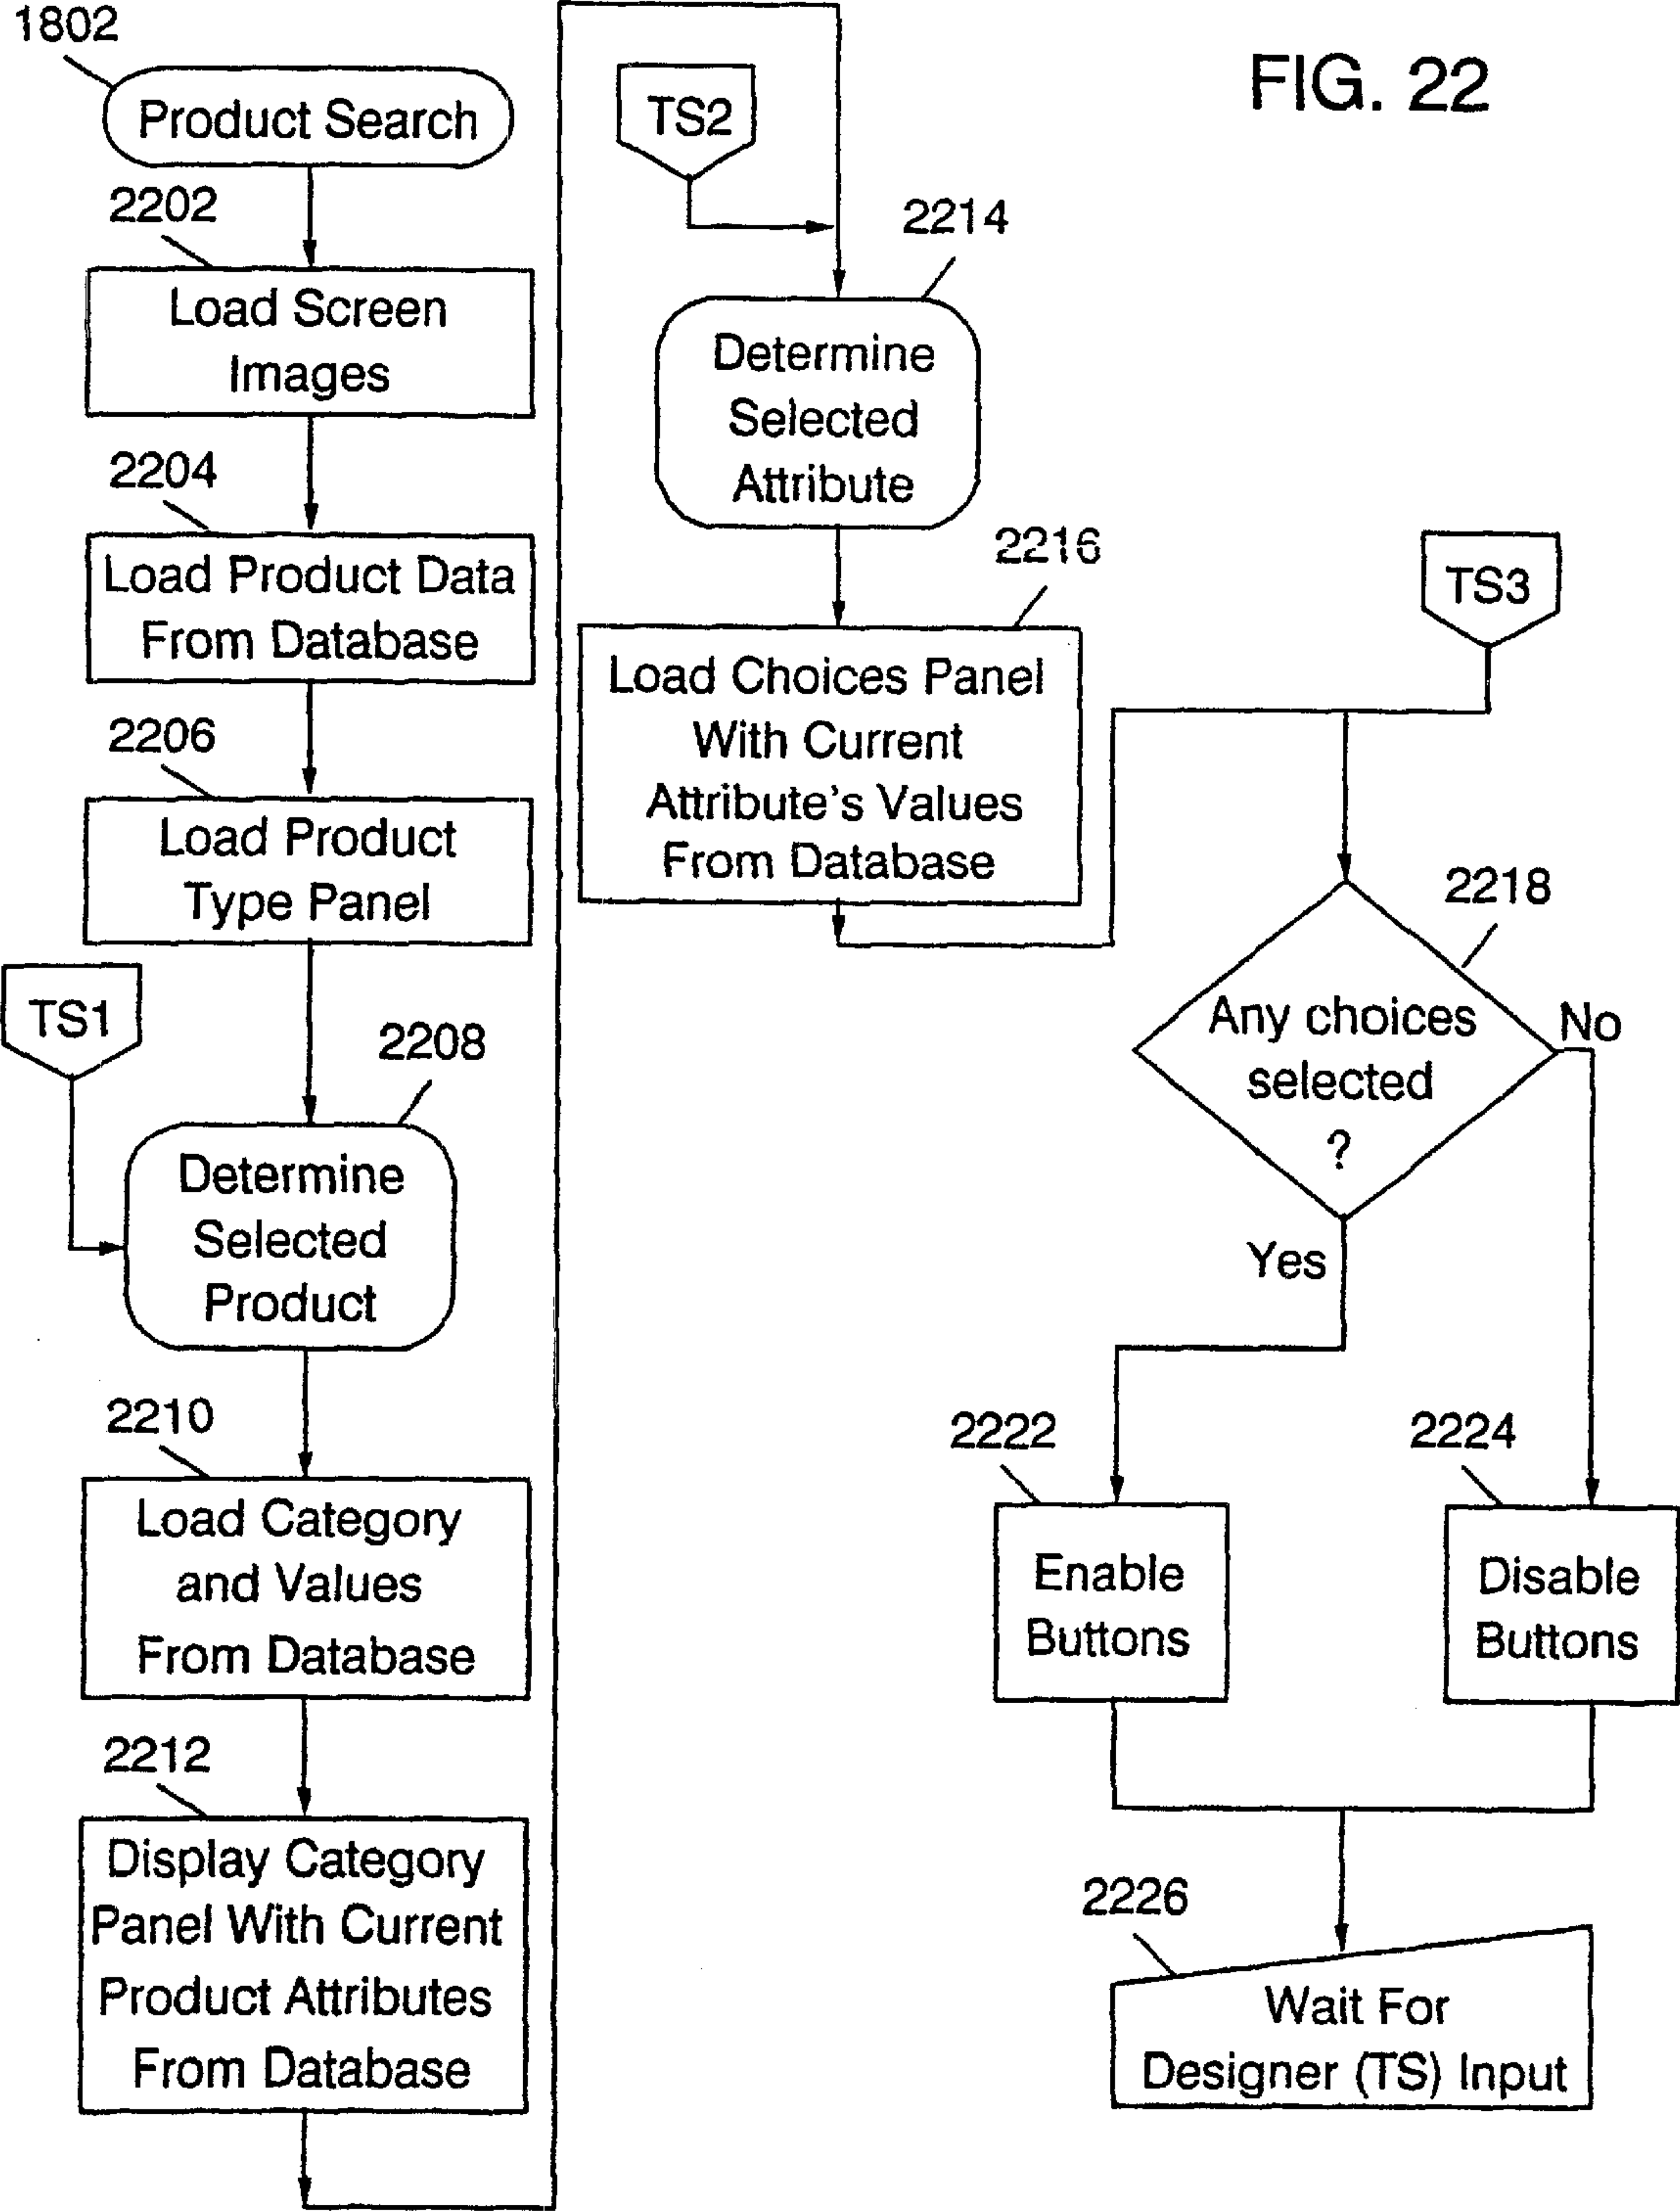 FIG. 22
1802
Product Search
2202
Load Screen
Images
2204
Load Product Data
From Database
2206
Load Product
Type Panel
TS1
2208
Determine
Selected
Product
2210
Load Category
and Values
From Database
2212
Display Category
Panel With Current
Product Attributes
From Database
TS2
2214
Determine
Selected
Attribute
2216
Load Choices Panel
With Current
Attribute's Values
From Database
TS3
2218
Any choices
selected
?
No
Yes
2222
Enable
Buttons
2224
Disable
Buttons
2226
Wait For
Designer (TS) Input